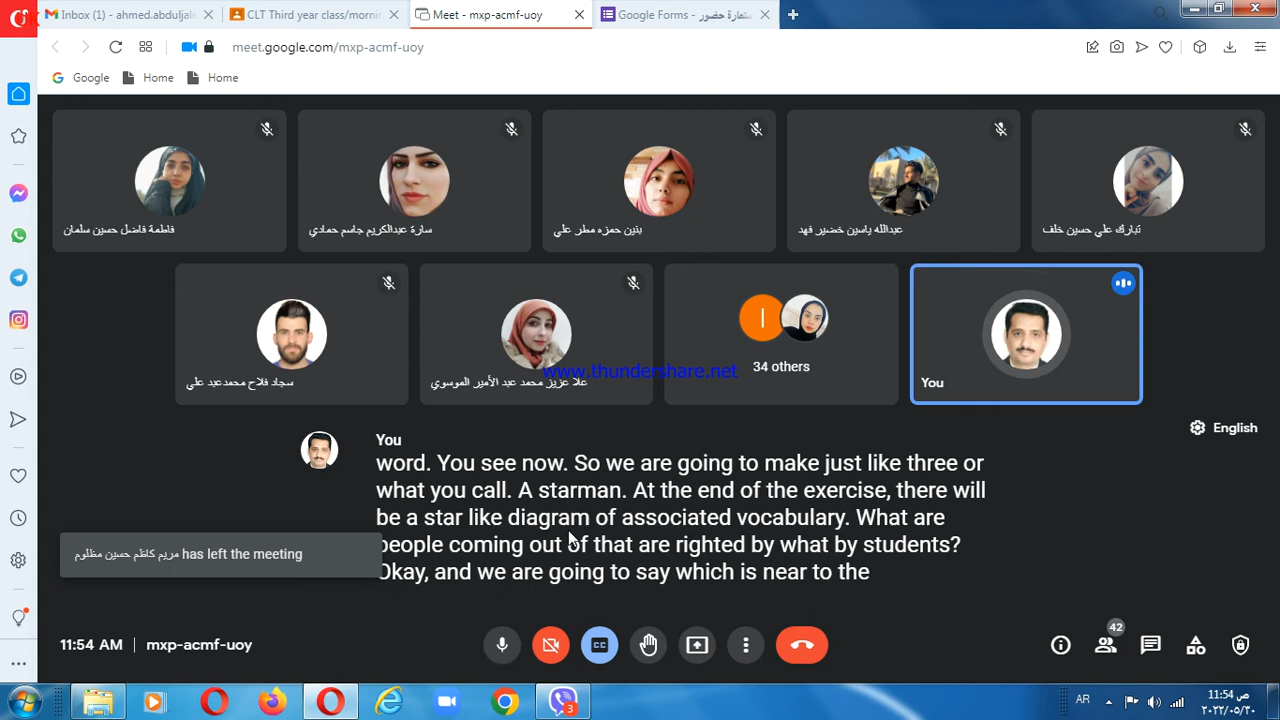 Inbox (1) - ahmed.abduljale
CLT Third year class/morni
Meet - mxp-acmf-uoy
Google Forms - ستمارة حضور
meet.google.com/mxp-acmf-uoy
Google
Home
Home
فاطمة فاضل حسين سلمان
سارة عبدالكريم جاسم حمادي
بنين حمزه مطر علي
عبدالله ياسين خضير فهد
تبارك علي حسين خلف
سجاد فلاح محمدعبد علي
علا عزيز محمد عبد الأمير الموسوي
I
34 others
You
www.thundershare.net
English
You
word. You see now. So we are going to make just like three or
what you call. A starman. At the end of the exercise, there will
be a star like diagram of associated vocabulary. What are
people coming out of that are righted by what by students?
Okay, and we are going to say which is near to the
مريم كاظم حسين مظلوم has left the meeting
11:54 AM
mxp-acmf-uoy
CC
42
3
AR
11:54 ص
٢٠٢٢/٠٥/٣٠